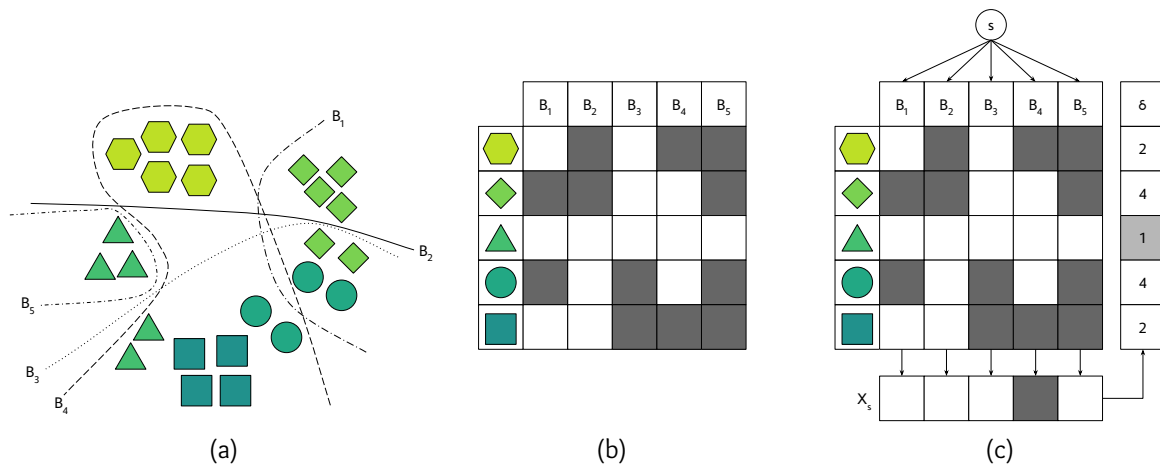 B1
B2
B5
B3
B4
(a)
B1 B2 B3 B4 B5
(b)
s
B1 B2 B3 B4 B5 δ
2
4
1
4
2
Xs
(c)